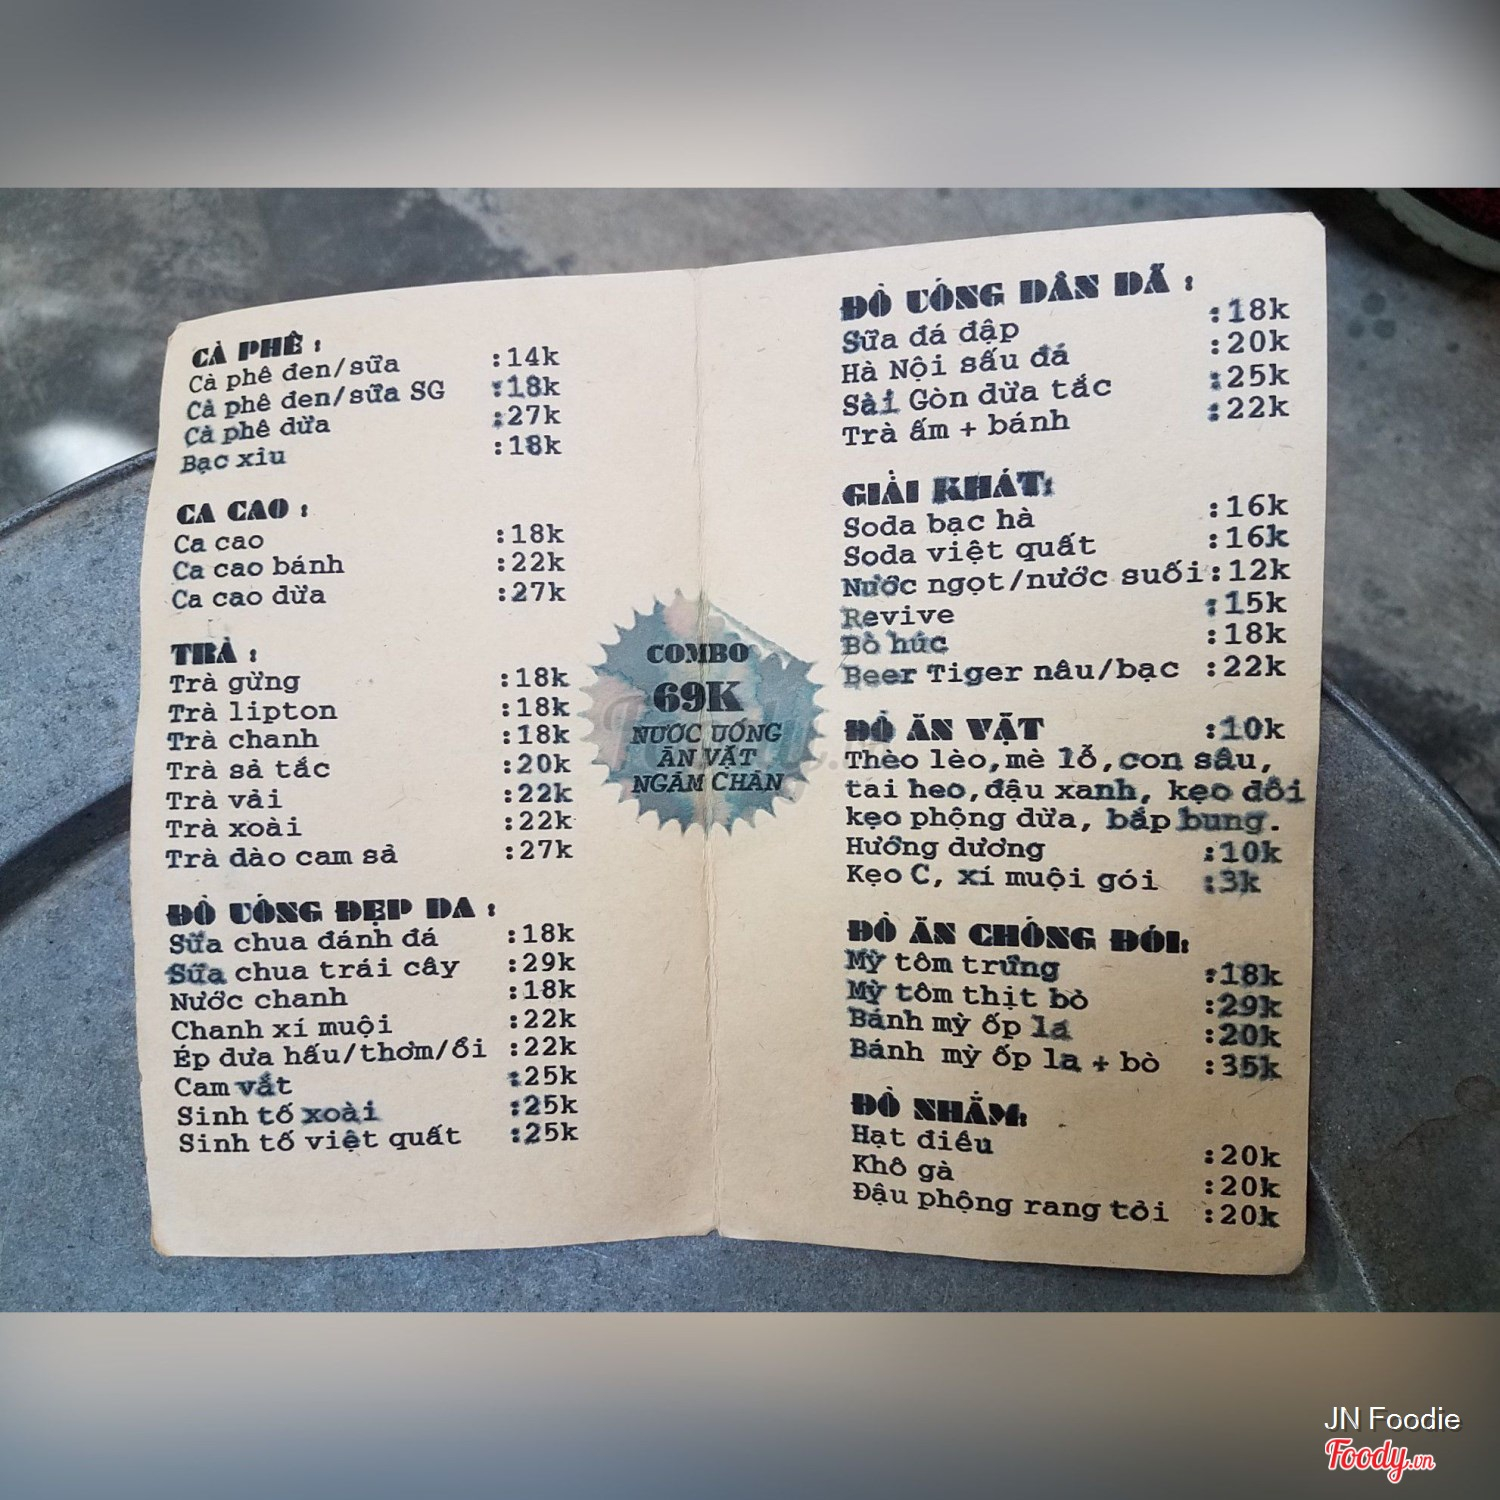 CÀ PHÊ :
Cà phê đen/sữa :14k
Cà phê đen/sữa SG :18k
Cà phê dừa :27k
Bạc xỉu :18k
CA CAO :
Ca cao :18k
Ca cao bánh :22k
Ca cao dừa :27k
TRÀ :
Trà gừng :18k
Trà lipton :18k
Trà chanh :18k
Trà sả tắc :20k
Trà vải :22k
Trà xoài :22k
Trà đào cam sả :27k
ĐỒ UỐNG ĐẸP DA :
Sữa chua đánh đá :18k
Sữa chua trái cây :29k
Nước chanh :18k
Chanh xí muội :22k
Ép dưa hấu/thơm/ổi :22k
Cam vắt :25k
Sinh tố xoài :25k
Sinh tố việt quất :25k
COMBO
69K
NƯỚC UỐNG
ĂN VẶT
NGÂM CHÂN
ĐỒ UỐNG DÂN DÃ :
Sữa đá đập :18k
Hà Nội sấu đá :20k
Sài Gòn dừa tắc :25k
Trà ấm + bánh :22k
GIẢI KHÁT:
Soda bạc hà :16k
Soda việt quất :16k
Nước ngọt/nước suối :12k
Revive :15k
Bò húc :18k
Beer Tiger nâu/bạc :22k
ĐỒ ĂN VẶT :10k
Thèo lèo,mè lỗ,con sâu,
tai heo,đậu xanh, kẹo dồi
kẹo phộng dừa, bắp bung.
Hướng dương :10k
Kẹo C, xí muội gói :3k
ĐỒ ĂN CHỐNG ĐÓI:
Mỳ tôm trứng :18k
Mỳ tôm thịt bò :29k
Bánh mỳ ốp la :20k
Bánh mỳ ốp la + bò :35k
ĐỒ NHẮM:
Hạt điều :20k
Khô gà :20k
Đậu phộng rang tỏi :20k
JN Foodie
Foody.vn